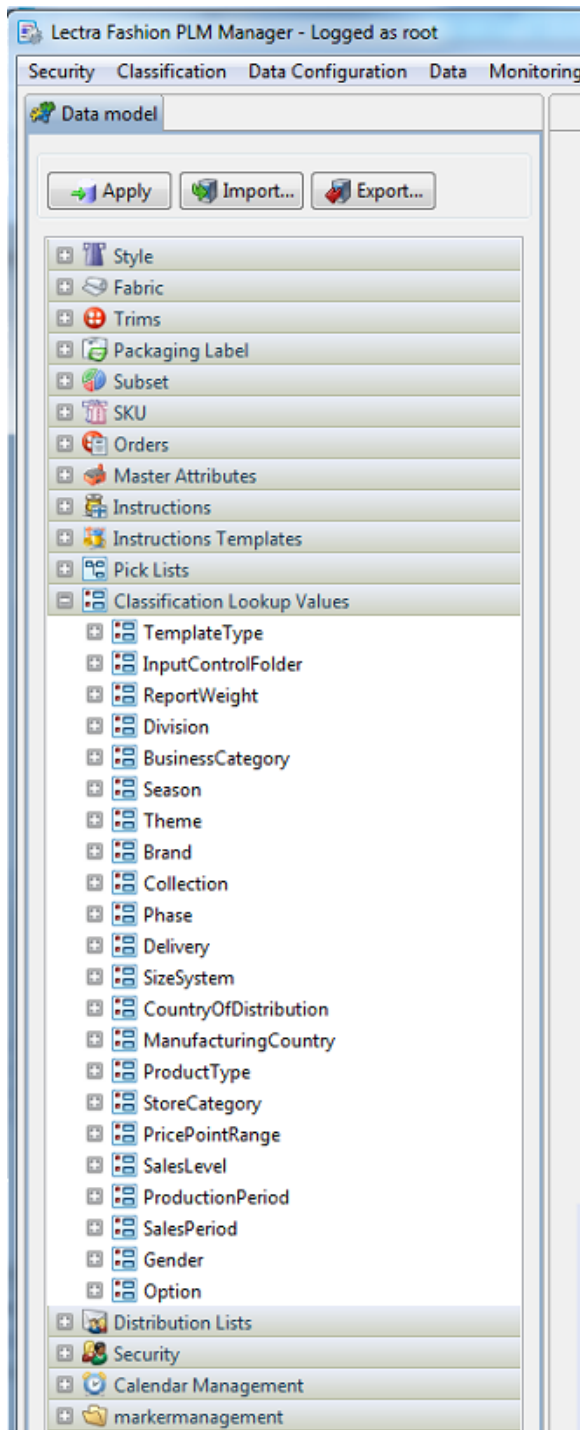 Lectra Fashion PLM Manager - Logged as root
Security Classification Data Configuration Data Monitoring
Data model
Apply Import... Export...
Style
Fabric
Trims
Packaging Label
Subset
SKU
Orders
Master Attributes
Instructions
Instructions Templates
Pick Lists
Classification Lookup Values
TemplateType
InputControlFolder
ReportWeight
Division
BusinessCategory
Season
Theme
Brand
Collection
Phase
Delivery
SizeSystem
CountryOfDistribution
ManufacturingCountry
ProductType
StoreCategory
PricePointRange
SalesLevel
ProductionPeriod
SalesPeriod
Gender
Option
Distribution Lists
Security
Calendar Management
markermanagement